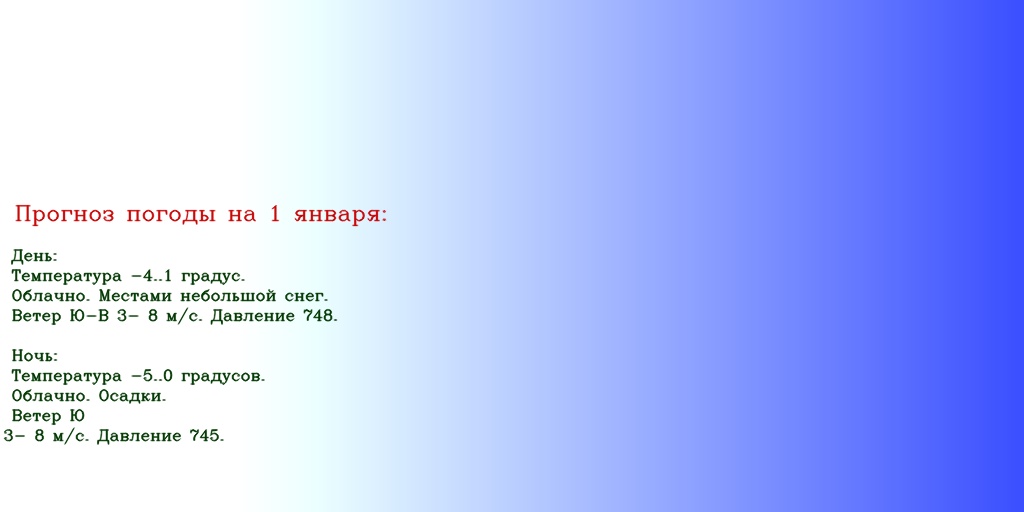 Прогноз погоды на 1 января:
День:
Температура -4..1 градус.
Облачно. Местами небольшой снег.
Ветер Ю-В 3- 8 м/с. Давление 748.
Ночь:
Температура -5..0 градусов.
Облачно. Осадки.
Ветер Ю
3- 8 м/с. Давление 745.